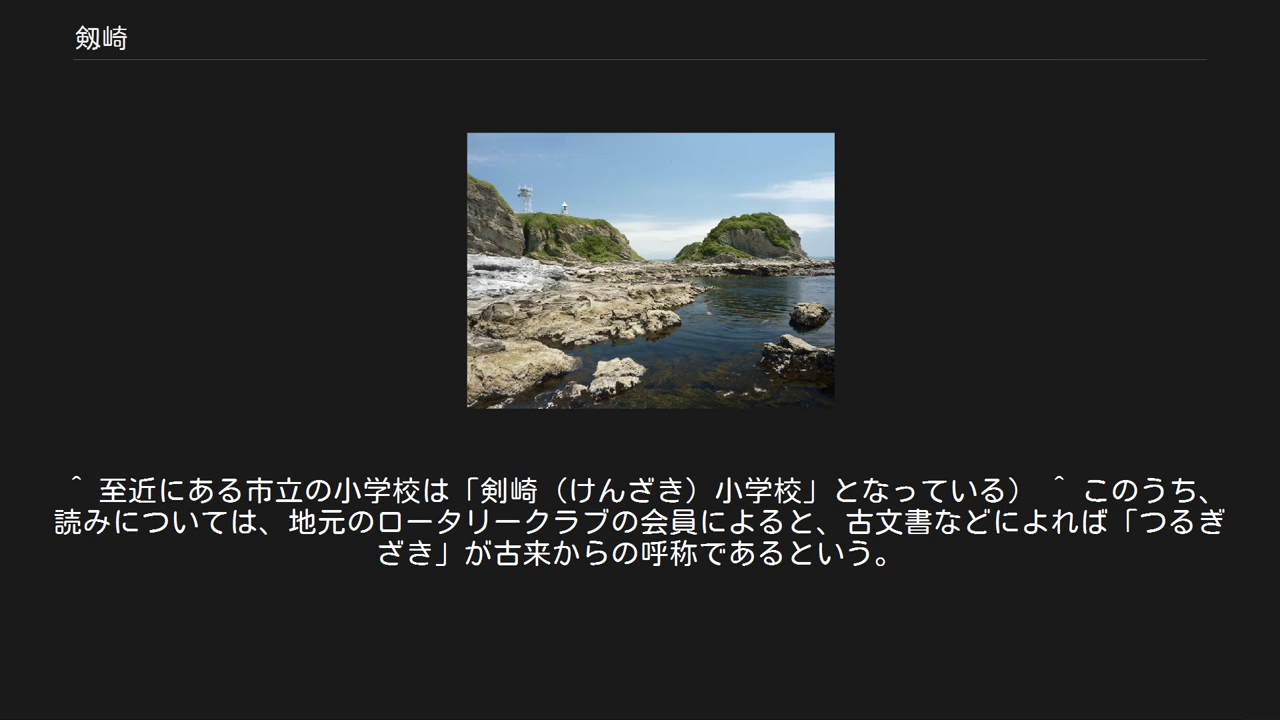 剱崎
^ 至近にある市立の小学校は「剣崎（けんざき）小学校」となっている） ^ このうち、
読みについては、地元のロータリークラブの会員によると、古文書などによれば「つるぎ
ざき」が古来からの呼称であるという。